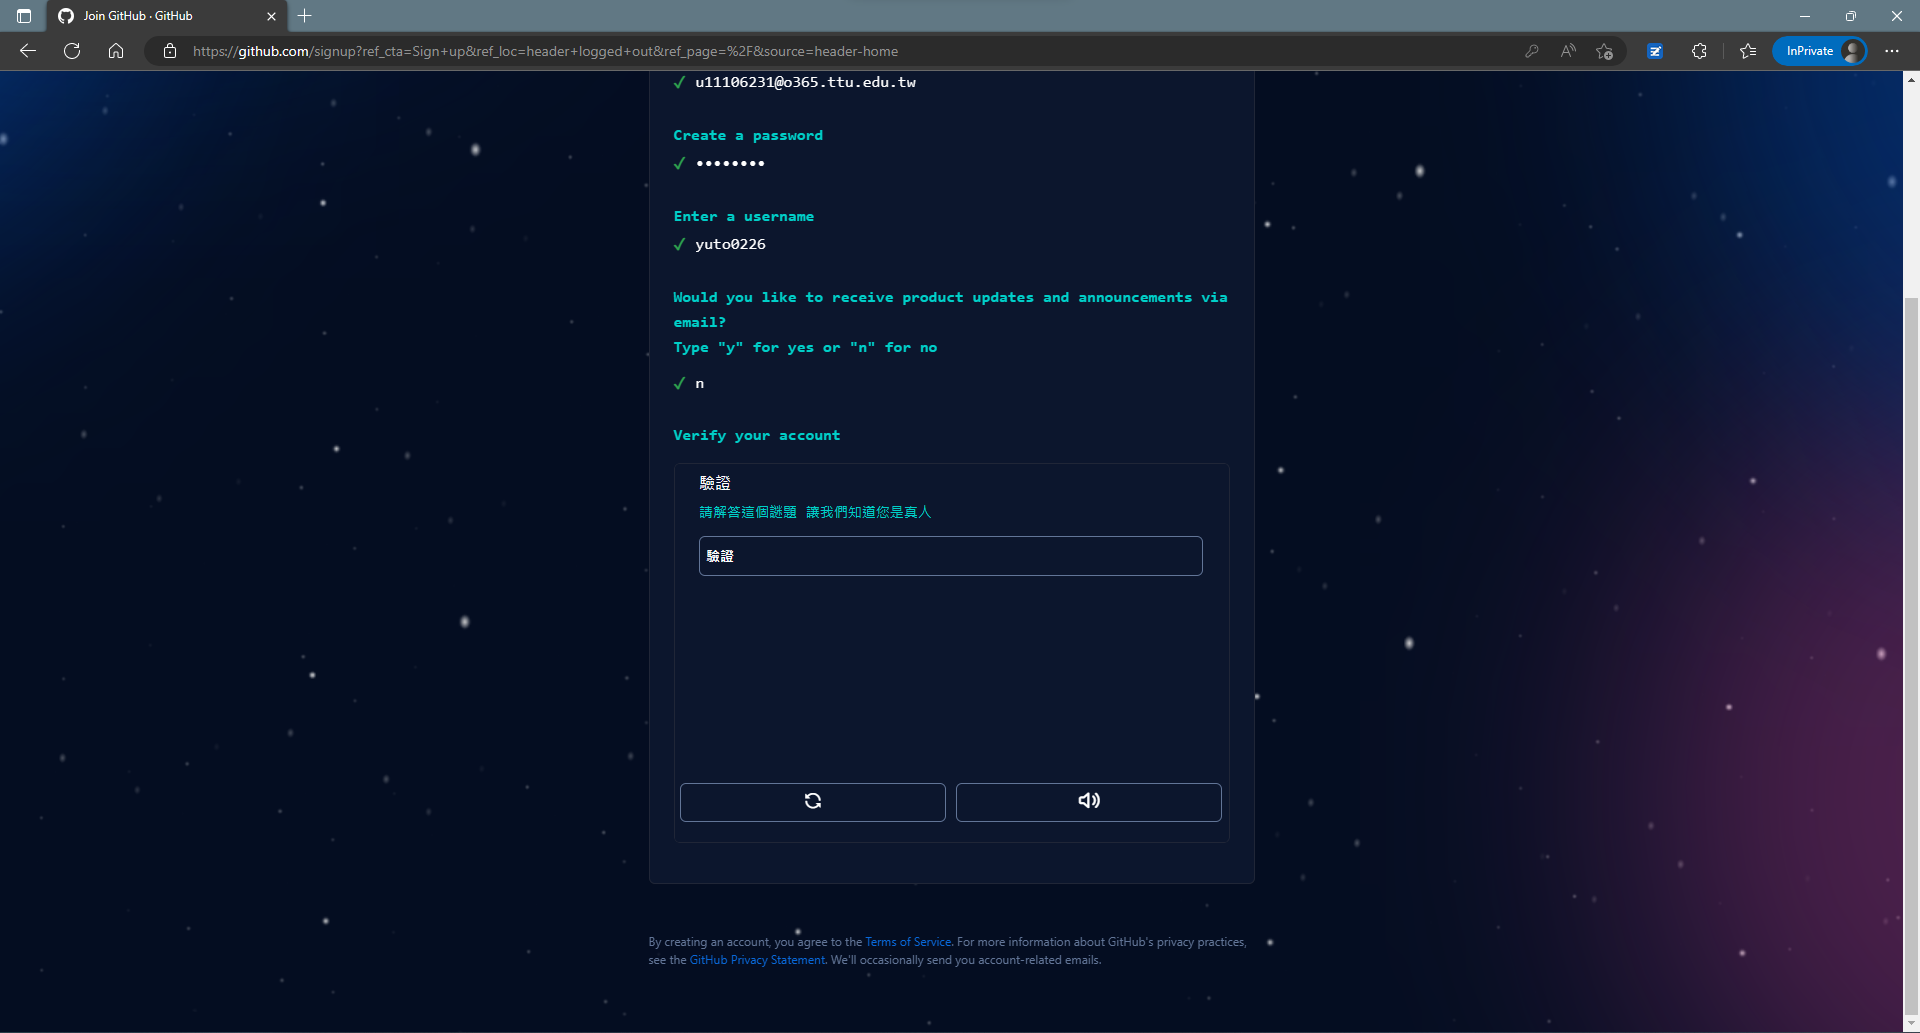 Join GitHub · GitHub
https://github.com/signup?ref_cta=Sign+up&ref_loc=header+logged+out&ref_page=%2F&source=header-home
InPrivate
u11106231@o365.ttu.edu.tw
Create a password
••••••••
Enter a username
yuto0226
Would you like to receive product updates and announcements via
email?
Type "y" for yes or "n" for no
n
Verify your account
驗證
請解答這個謎題 讓我們知道您是真人
驗證
By creating an account, you agree to the Terms of Service. For more information about GitHub's privacy practices,
see the GitHub Privacy Statement. We'll occasionally send you account-related emails.